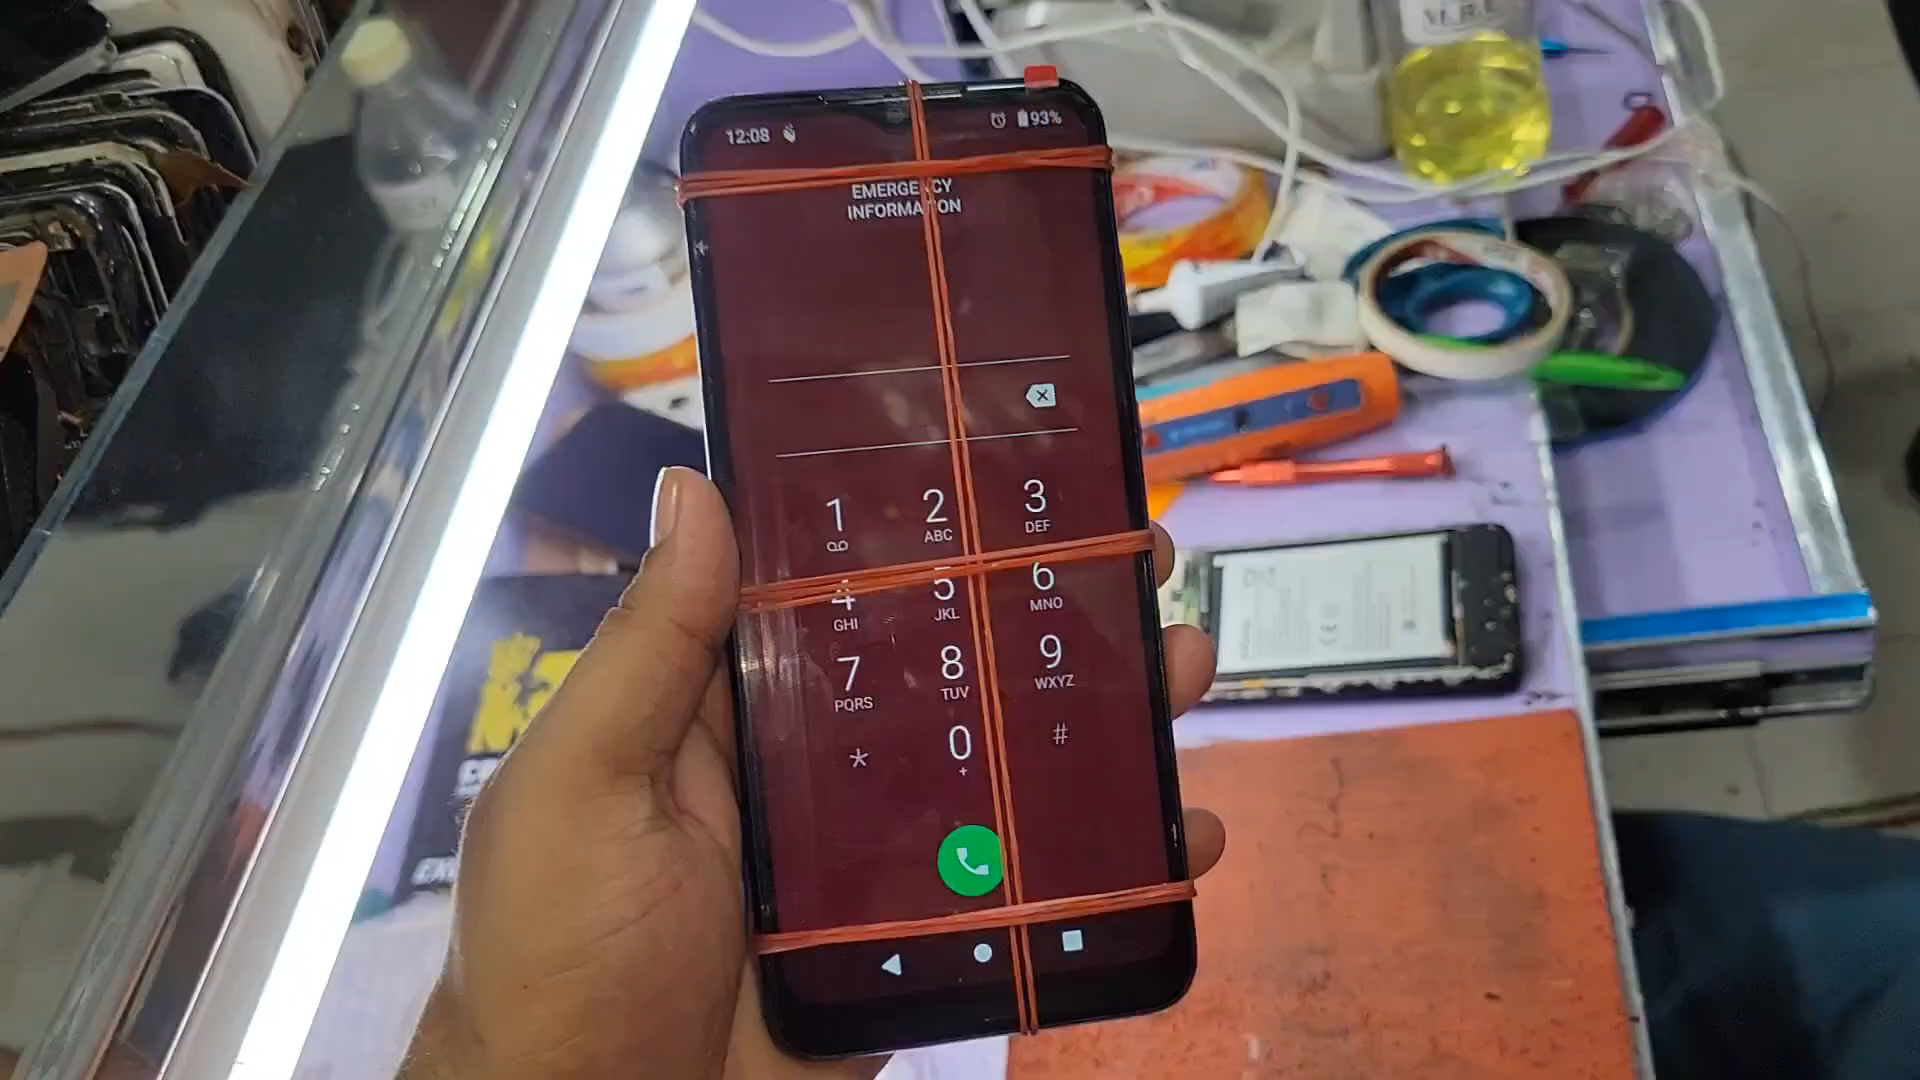 M.R.L
12:08
93%
EMERGENCY
INFORMATION
1 2 3
ABC DEF
4 5 6
GHI JKL MNO
7 8 9
PQRS TUV WXYZ
* 0 #
+
CE